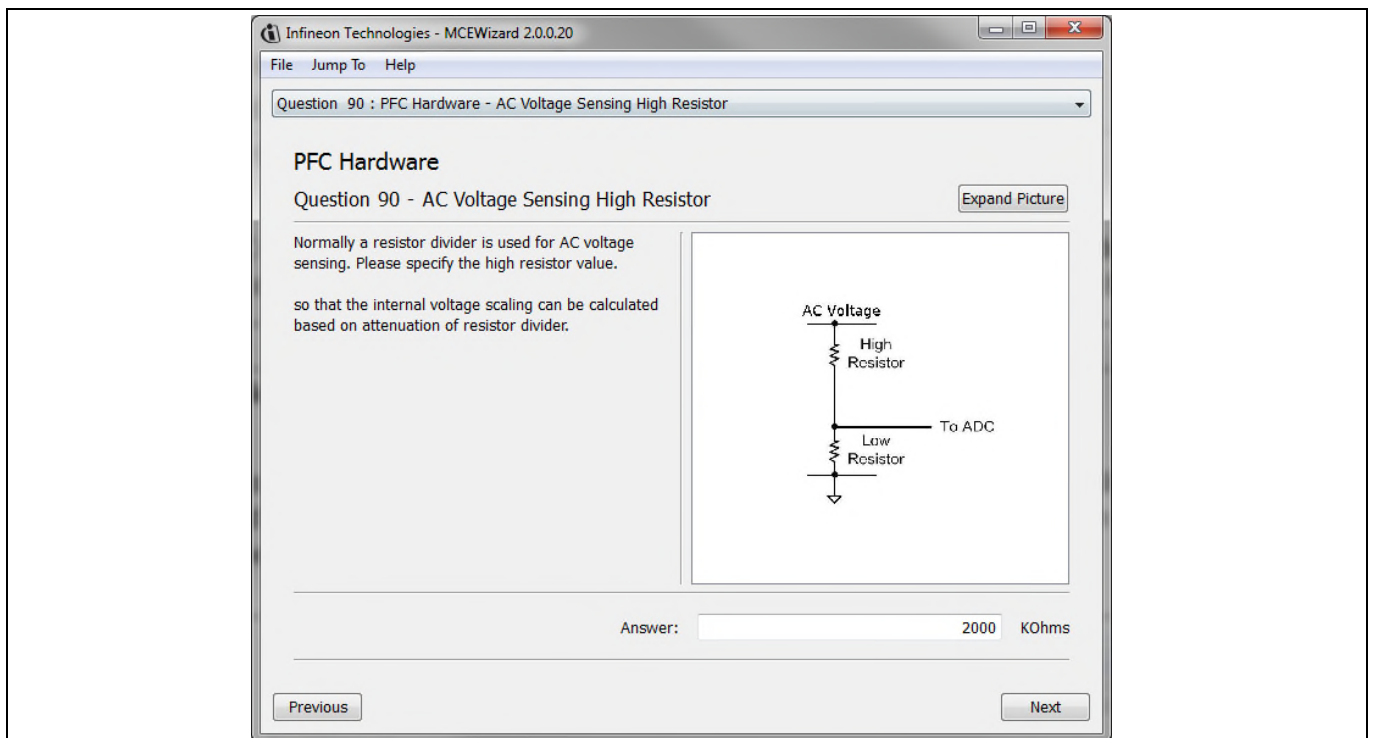 Infineon Technologies - MCEWizard 2.0.0.20
File Jump To Help
Question 90 : PFC Hardware - AC Voltage Sensing High Resistor
PFC Hardware
Question 90 - AC Voltage Sensing High Resistor
Expand Picture
Normally a resistor divider is used for AC voltage
sensing. Please specify the high resistor value.
so that the internal voltage scaling can be calculated
based on attenuation of resistor divider.
AC Voltage
High
Resistor
To ADC
Low
Resistor
Answer: 2000 KOhms
Previous Next